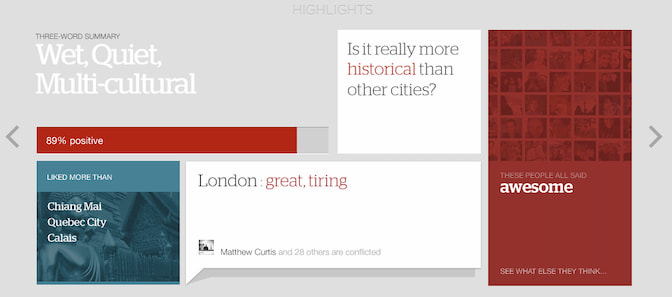 HIGHLIGHTS
THREE-WORD SUMMARY
Wet, Quiet,
Multi-cultural
89% positive
Is it really more
historical than
other cities?
LIKED MORE THAN
Chiang Mai
Quebec City
Calais
London : great, tiring
Matthew Curtis and 28 others are conflicted
THESE PEOPLE ALL SAID
awesome
SEE WHAT ELSE THEY THINK...